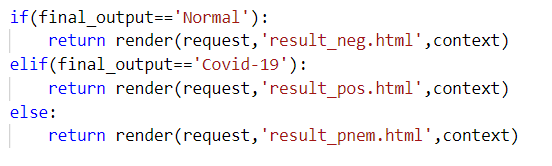 if(final_output=='Normal'):
    return render(request,'result_neg.html',context)
elif(final_output=='Covid-19'):
    return render(request,'result_pos.html',context)
else:
    return render(request,'result_pnem.html',context)